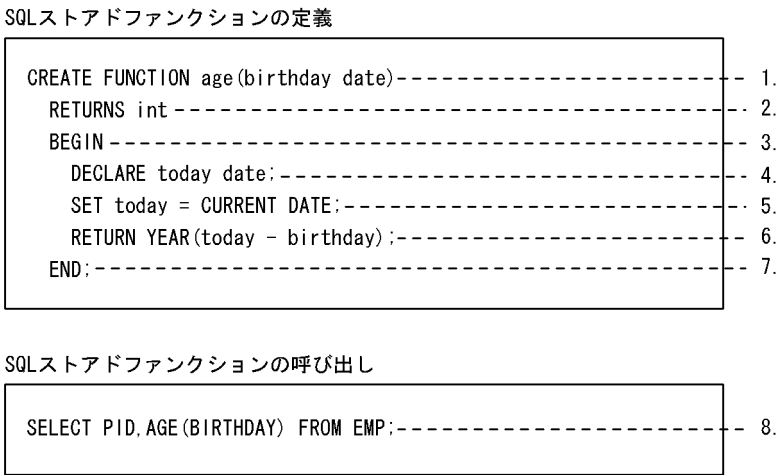 SQLストアドファンクションの定義
CREATE FUNCTION age(birthday date) 1.
RETURNS int 2.
BEGIN 3.
DECLARE today date; 4.
SET today = CURRENT DATE; 5.
RETURN YEAR(today - birthday); 6.
END; 7.
SQLストアドファンクションの呼び出し
SELECT PID,AGE(BIRTHDAY) FROM EMP; 8.